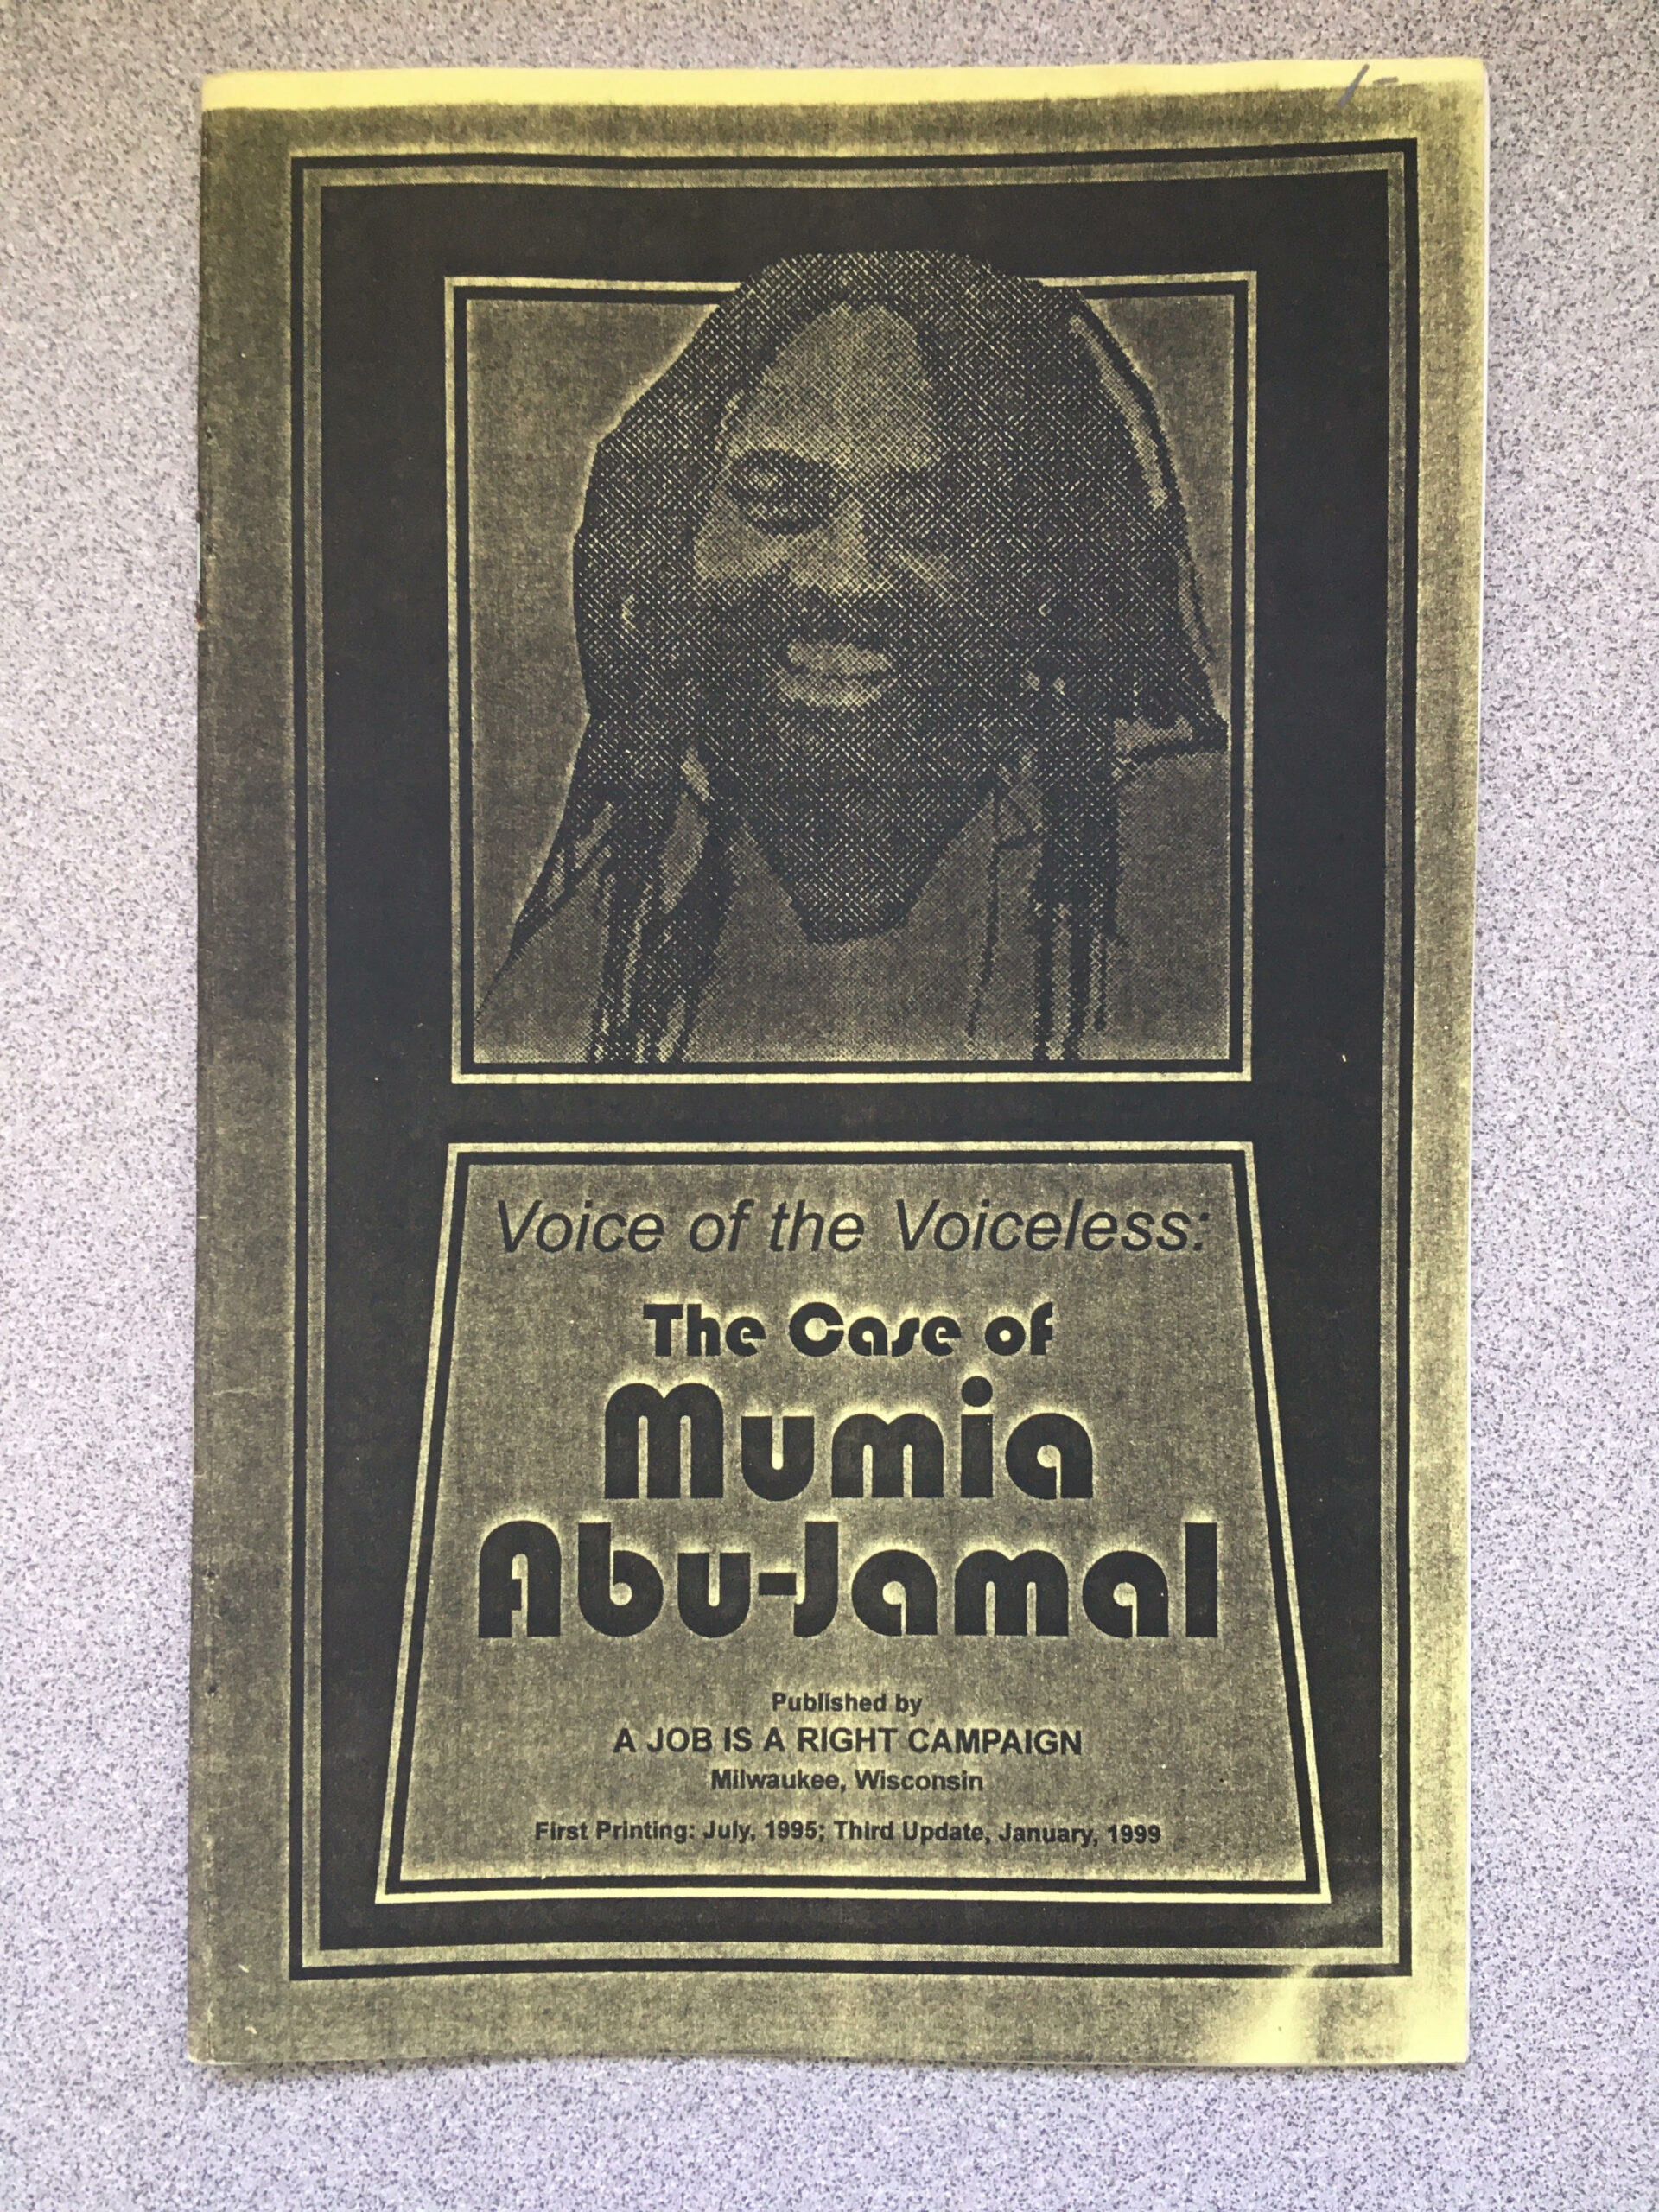 1-
Voice of the Voiceless:
The Case of
Mumia
Abu-Jamal
Published by
A JOB IS A RIGHT CAMPAIGN
Milwaukee, Wisconsin
First Printing: July, 1995; Third Update, January, 1999